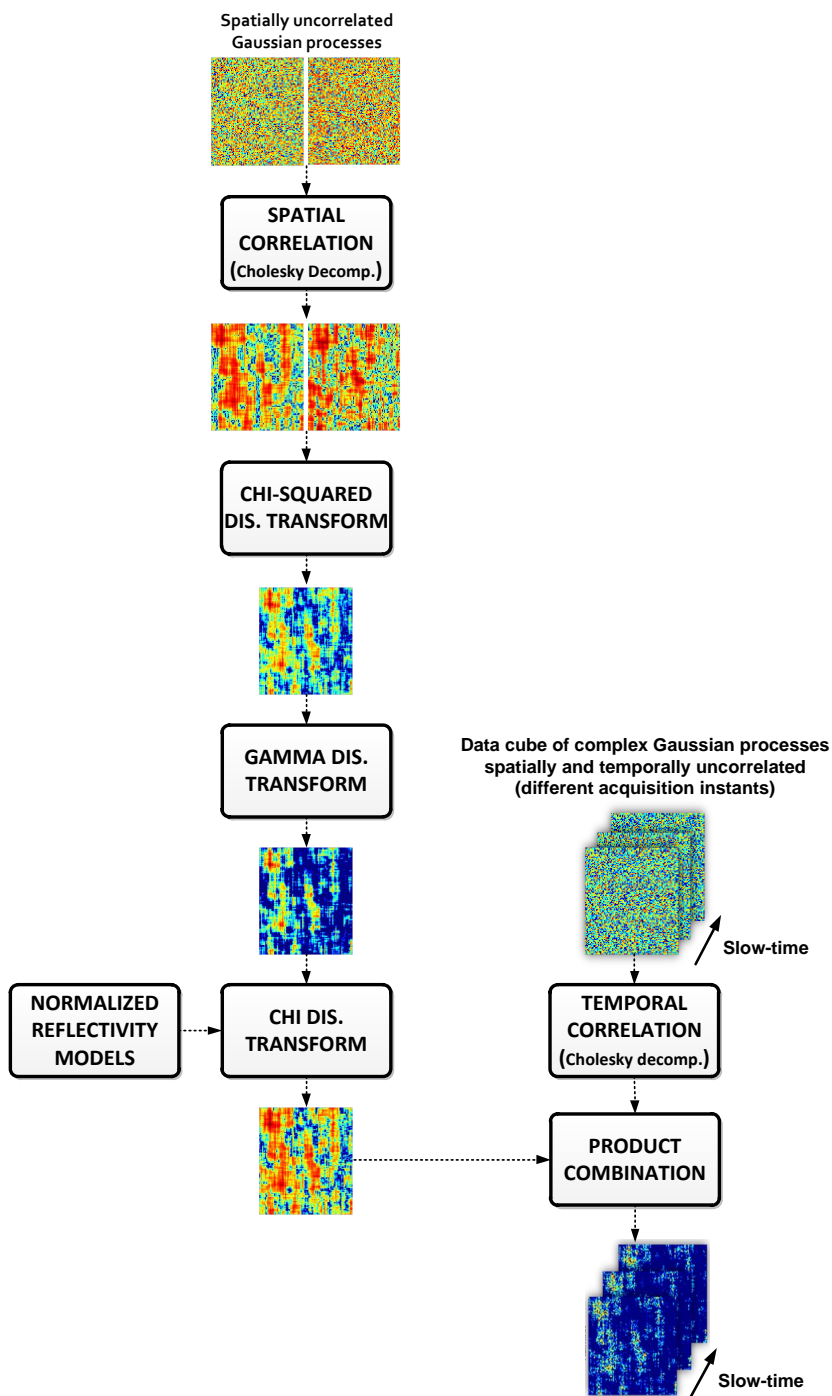 Spatially uncorrelated
Gaussian processes
SPATIAL
CORRELATION
(Cholesky Decomp.)
CHI-SQUARED
DIS. TRANSFORM
GAMMA DIS.
TRANSFORM
Data cube of complex Gaussian processes
spatially and temporally uncorrelated
(different acquisition instants)
Slow-time
NORMALIZED
REFLECTIVITY
MODELS
CHI DIS.
TRANSFORM
TEMPORAL
CORRELATION
(Cholesky decomp.)
PRODUCT
COMBINATION
Slow-time